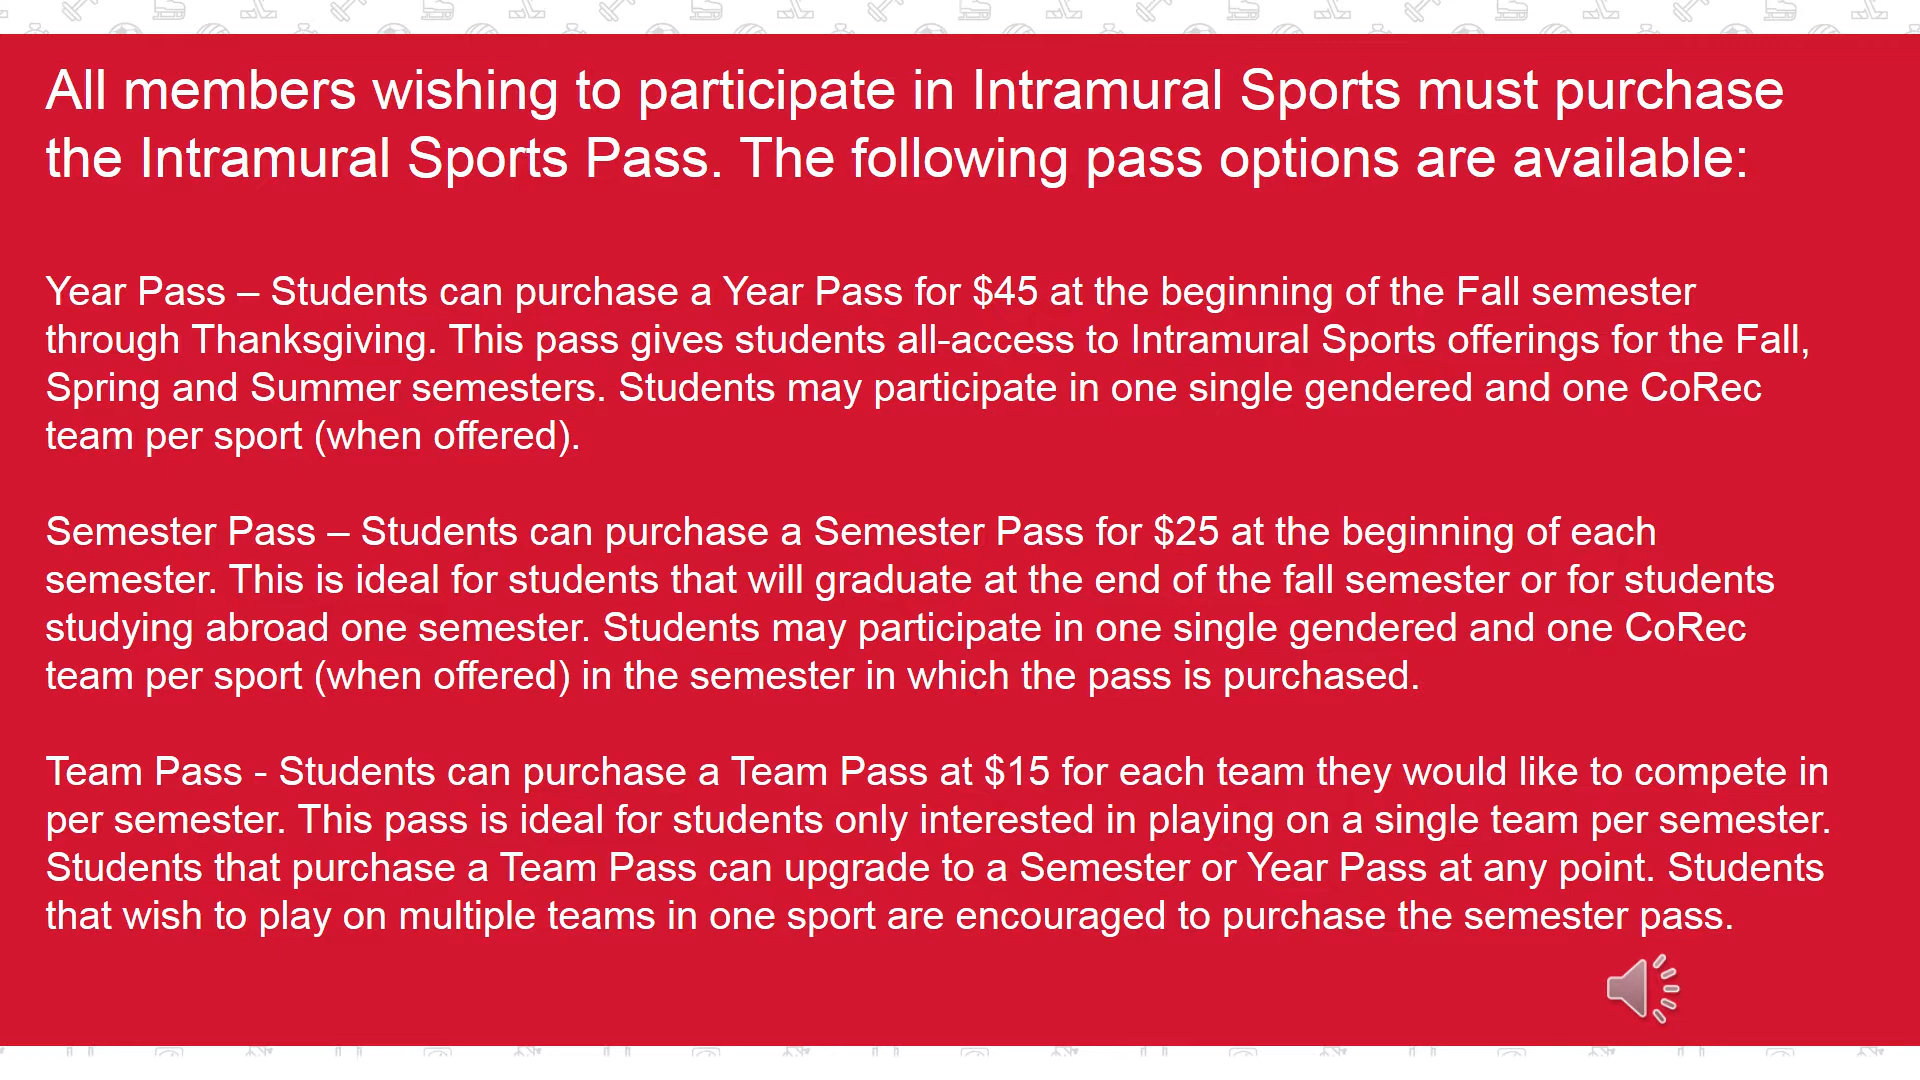 All members wishing to participate in Intramural Sports must purchase
the Intramural Sports Pass. The following pass options are available:
Year Pass – Students can purchase a Year Pass for $45 at the beginning of the Fall semester
through Thanksgiving. This pass gives students all-access to Intramural Sports offerings for the Fall,
Spring and Summer semesters. Students may participate in one single gendered and one CoRec
team per sport (when offered).
Semester Pass – Students can purchase a Semester Pass for $25 at the beginning of each
semester. This is ideal for students that will graduate at the end of the fall semester or for students
studying abroad one semester. Students may participate in one single gendered and one CoRec
team per sport (when offered) in the semester in which the pass is purchased.
Team Pass - Students can purchase a Team Pass at $15 for each team they would like to compete in
per semester. This pass is ideal for students only interested in playing on a single team per semester.
Students that purchase a Team Pass can upgrade to a Semester or Year Pass at any point. Students
that wish to play on multiple teams in one sport are encouraged to purchase the semester pass.